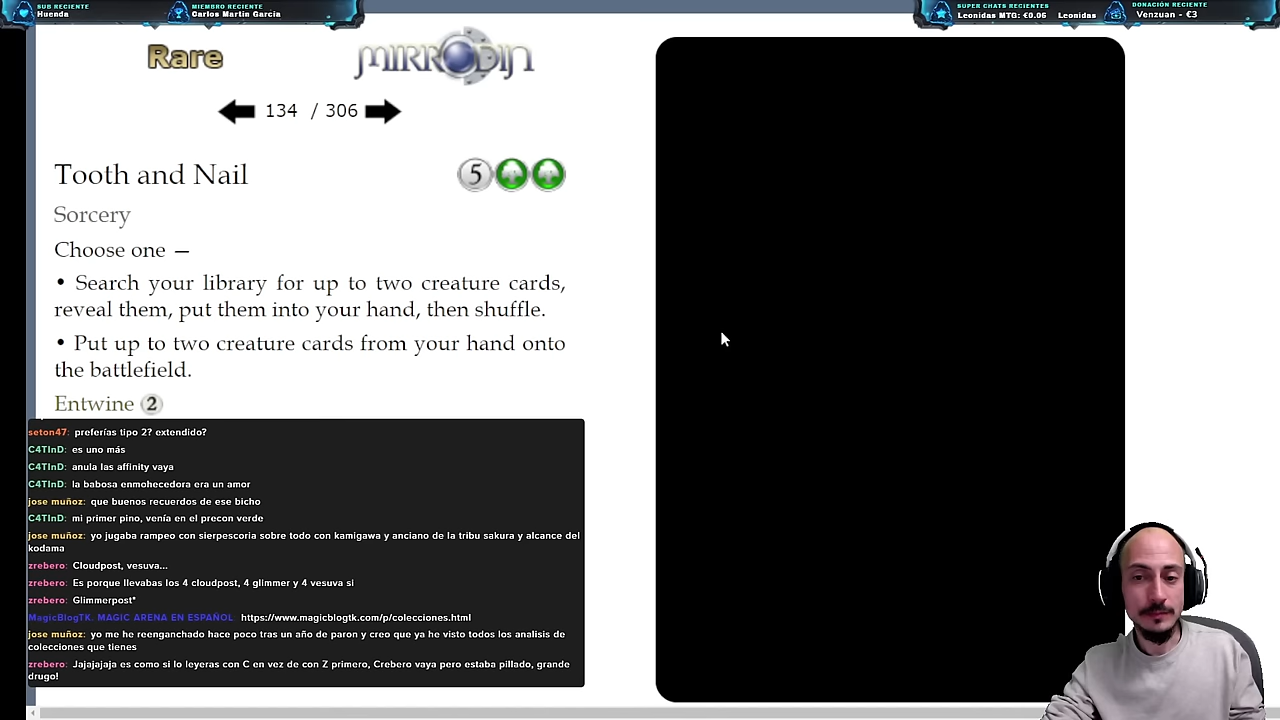 SUB RECIENTE
Huenda
MIEMBRO RECIENTE
Carlos Martin Garcia
SUPER CHATS RECIENTES
Leonidas MTG: €0.06 Leonidas
DONACIÓN RECIENTE
Venzuan - €3
Rare
MIRRODIN
134 / 306
Tooth and Nail
5
Sorcery
Choose one —
• Search your library for up to two creature cards,
reveal them, put them into your hand, then shuffle.
• Put up to two creature cards from your hand onto
the battlefield.
Entwine 2
seton47: preferías tipo 2? extendido?
C4TInD: es uno más
C4TInD: anula las affinity vaya
C4TInD: la babosa enmohecedora era un amor
jose muñoz: que buenos recuerdos de ese bicho
C4TInD: mi primer pino, venía en el precon verde
jose muñoz: yo jugaba rampeo con sierpescoria sobre todo con kamigawa y anciano de la tribu sakura y alcance del
kodama
zrebero: Cloudpost, vesuva...
zrebero: Es porque llevabas los 4 cloudpost, 4 glimmer y 4 vesuva si
zrebero: Glimmerpost*
MagicBlogTK. MAGIC ARENA EN ESPAÑOL: https://www.magicblogtk.com/p/colecciones.html
jose muñoz: yo me he reenganchado hace poco tras un año de paron y creo que ya he visto todos los analisis de
colecciones que tienes
zrebero: Jajajajaja es como si lo leyeras con C en vez de con Z primero, Crebero vaya pero estaba pillado, grande
drugo!